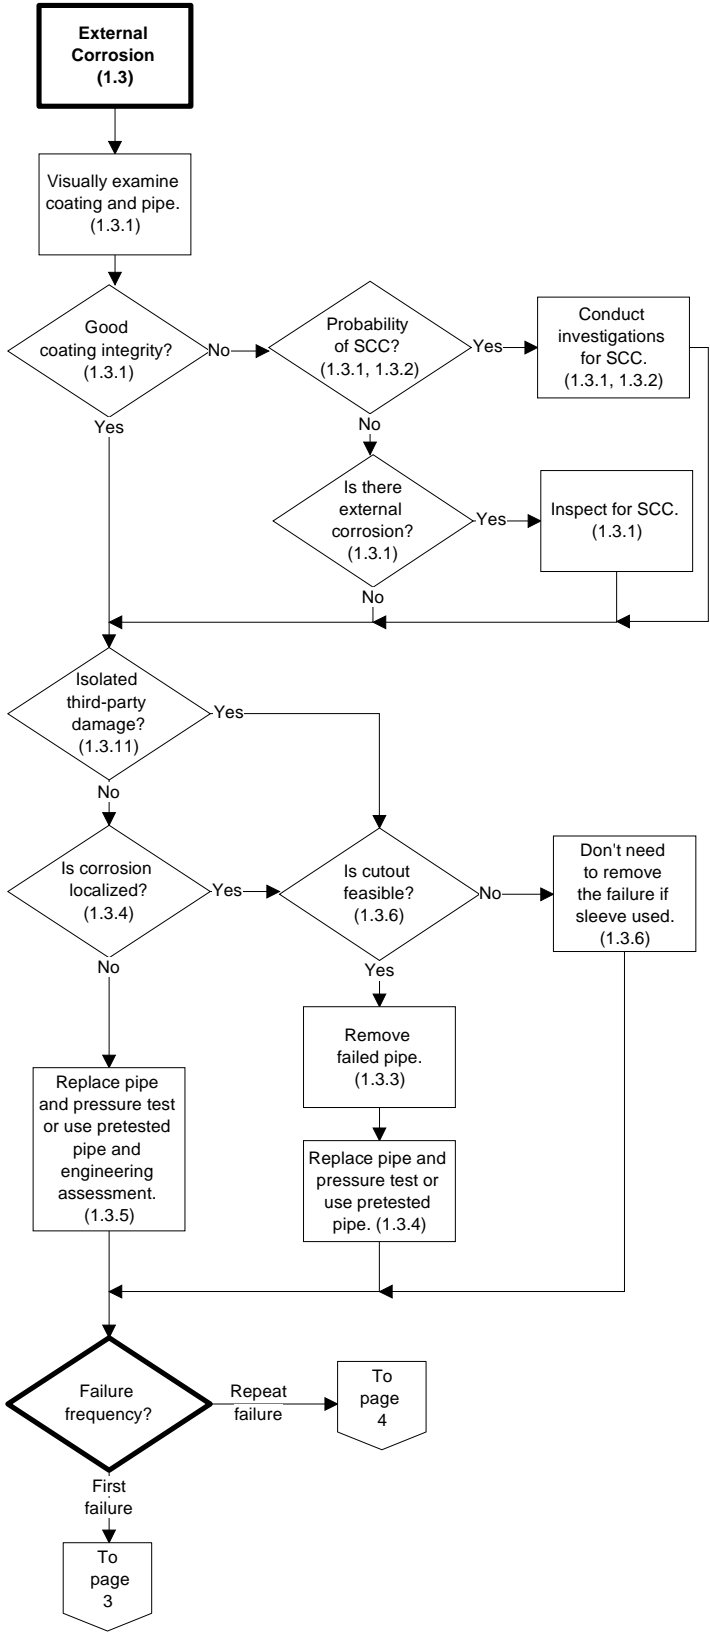 External
Corrosion
(1.3)
Visually examine
coating and pipe.
(1.3.1)
Good
coating integrity?
(1.3.1)
No
Probability
of SCC?
(1.3.1, 1.3.2)
Yes
Conduct
investigations
for SCC.
(1.3.1, 1.3.2)
Yes
No
Is there
external
corrosion?
(1.3.1)
Yes
Inspect for SCC.
(1.3.1)
No
Isolated
third-party
damage?
(1.3.11)
Yes
No
Is corrosion
localized?
(1.3.4)
Yes
Is cutout
feasible?
(1.3.6)
No
Don't need
to remove
the failure if
sleeve used.
(1.3.6)
No
Yes
Remove
failed pipe.
(1.3.3)
Replace pipe
and pressure test
or use pretested
pipe and
engineering
assessment.
(1.3.5)
Replace pipe and
pressure test or
use pretested
pipe. (1.3.4)
Failure
frequency?
Repeat
failure
To
page
4
First
failure
To
page
3